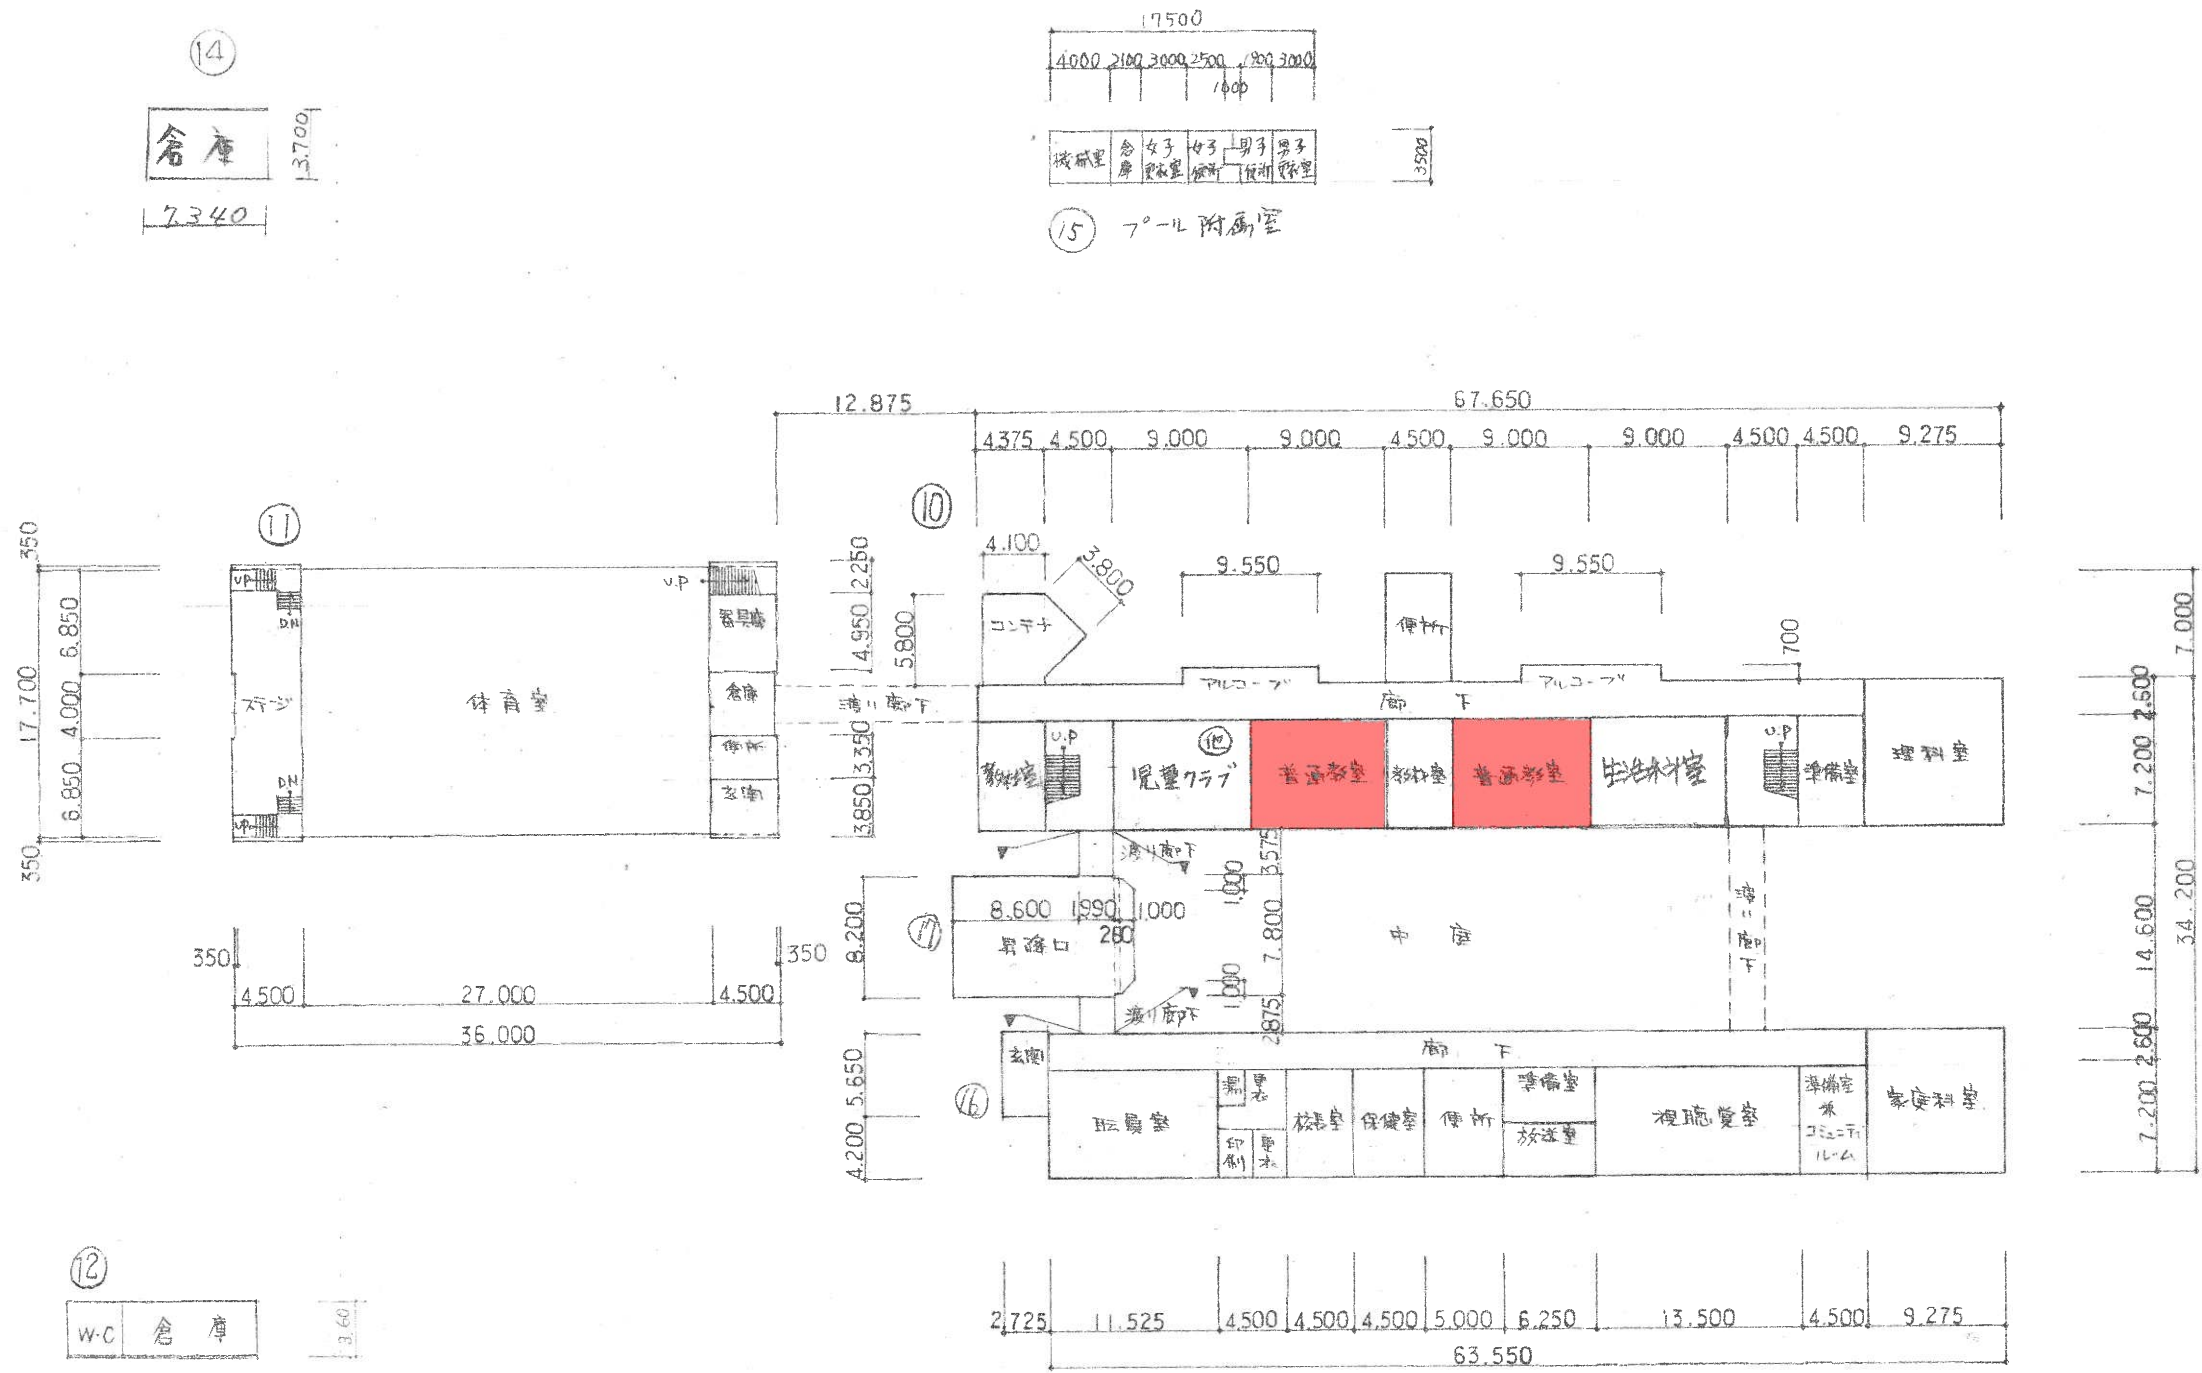 ⑭
倉庫
3.700
7.340
17500
4000 2100 3000 2500 1900 3000
1000
機械室 倉庫 女子更衣室 女子便所 男子便所 男子更衣室
3500
⑮ プール附属室
12.875
67.650
4.375 4.500 9.000 9.000 4.500 9.000 9.000 4.500 4.500 9.275
⑩
⑪
350
6.850
4.000
6.850
17.700
350
UP
DN
ステージ
DN
UP
体育室
U.P
器具庫
倉庫
便所
玄関
2.250
4.950
3.350
3.850
渡り廊下
5.800
4.100
3.800
コンテナ
9.550
9.550
便所
700
アルコーブ
アルコーブ
廊下
7.000
2.600
7.200
14.600
2.600
7.200
34.200
U.P
他
児童クラブ
普通教室
教材室
普通教室
生活科室
U.P
準備室
理科室
渡り廊下
3.575
1.000
7.800
1.000
2.875
⑰
8.200
8.600 1.990 1.000
260
昇降口
中庭
渡り廊下
渡り廊下
350
350
4.500 27.000 4.500
36.000
⑯
5.650
4.200
玄関
廊下
職員室
湯
更衣
印刷
更衣
校長室
保健室
便所
準備室
放送室
視聴覚室
準備室兼コミュニティルーム
家庭科室
2.725 11.525 4.500 4.500 4.500 5.000 6.250 13.500 4.500 9.275
63.550
⑫
W・C
倉庫
3.60